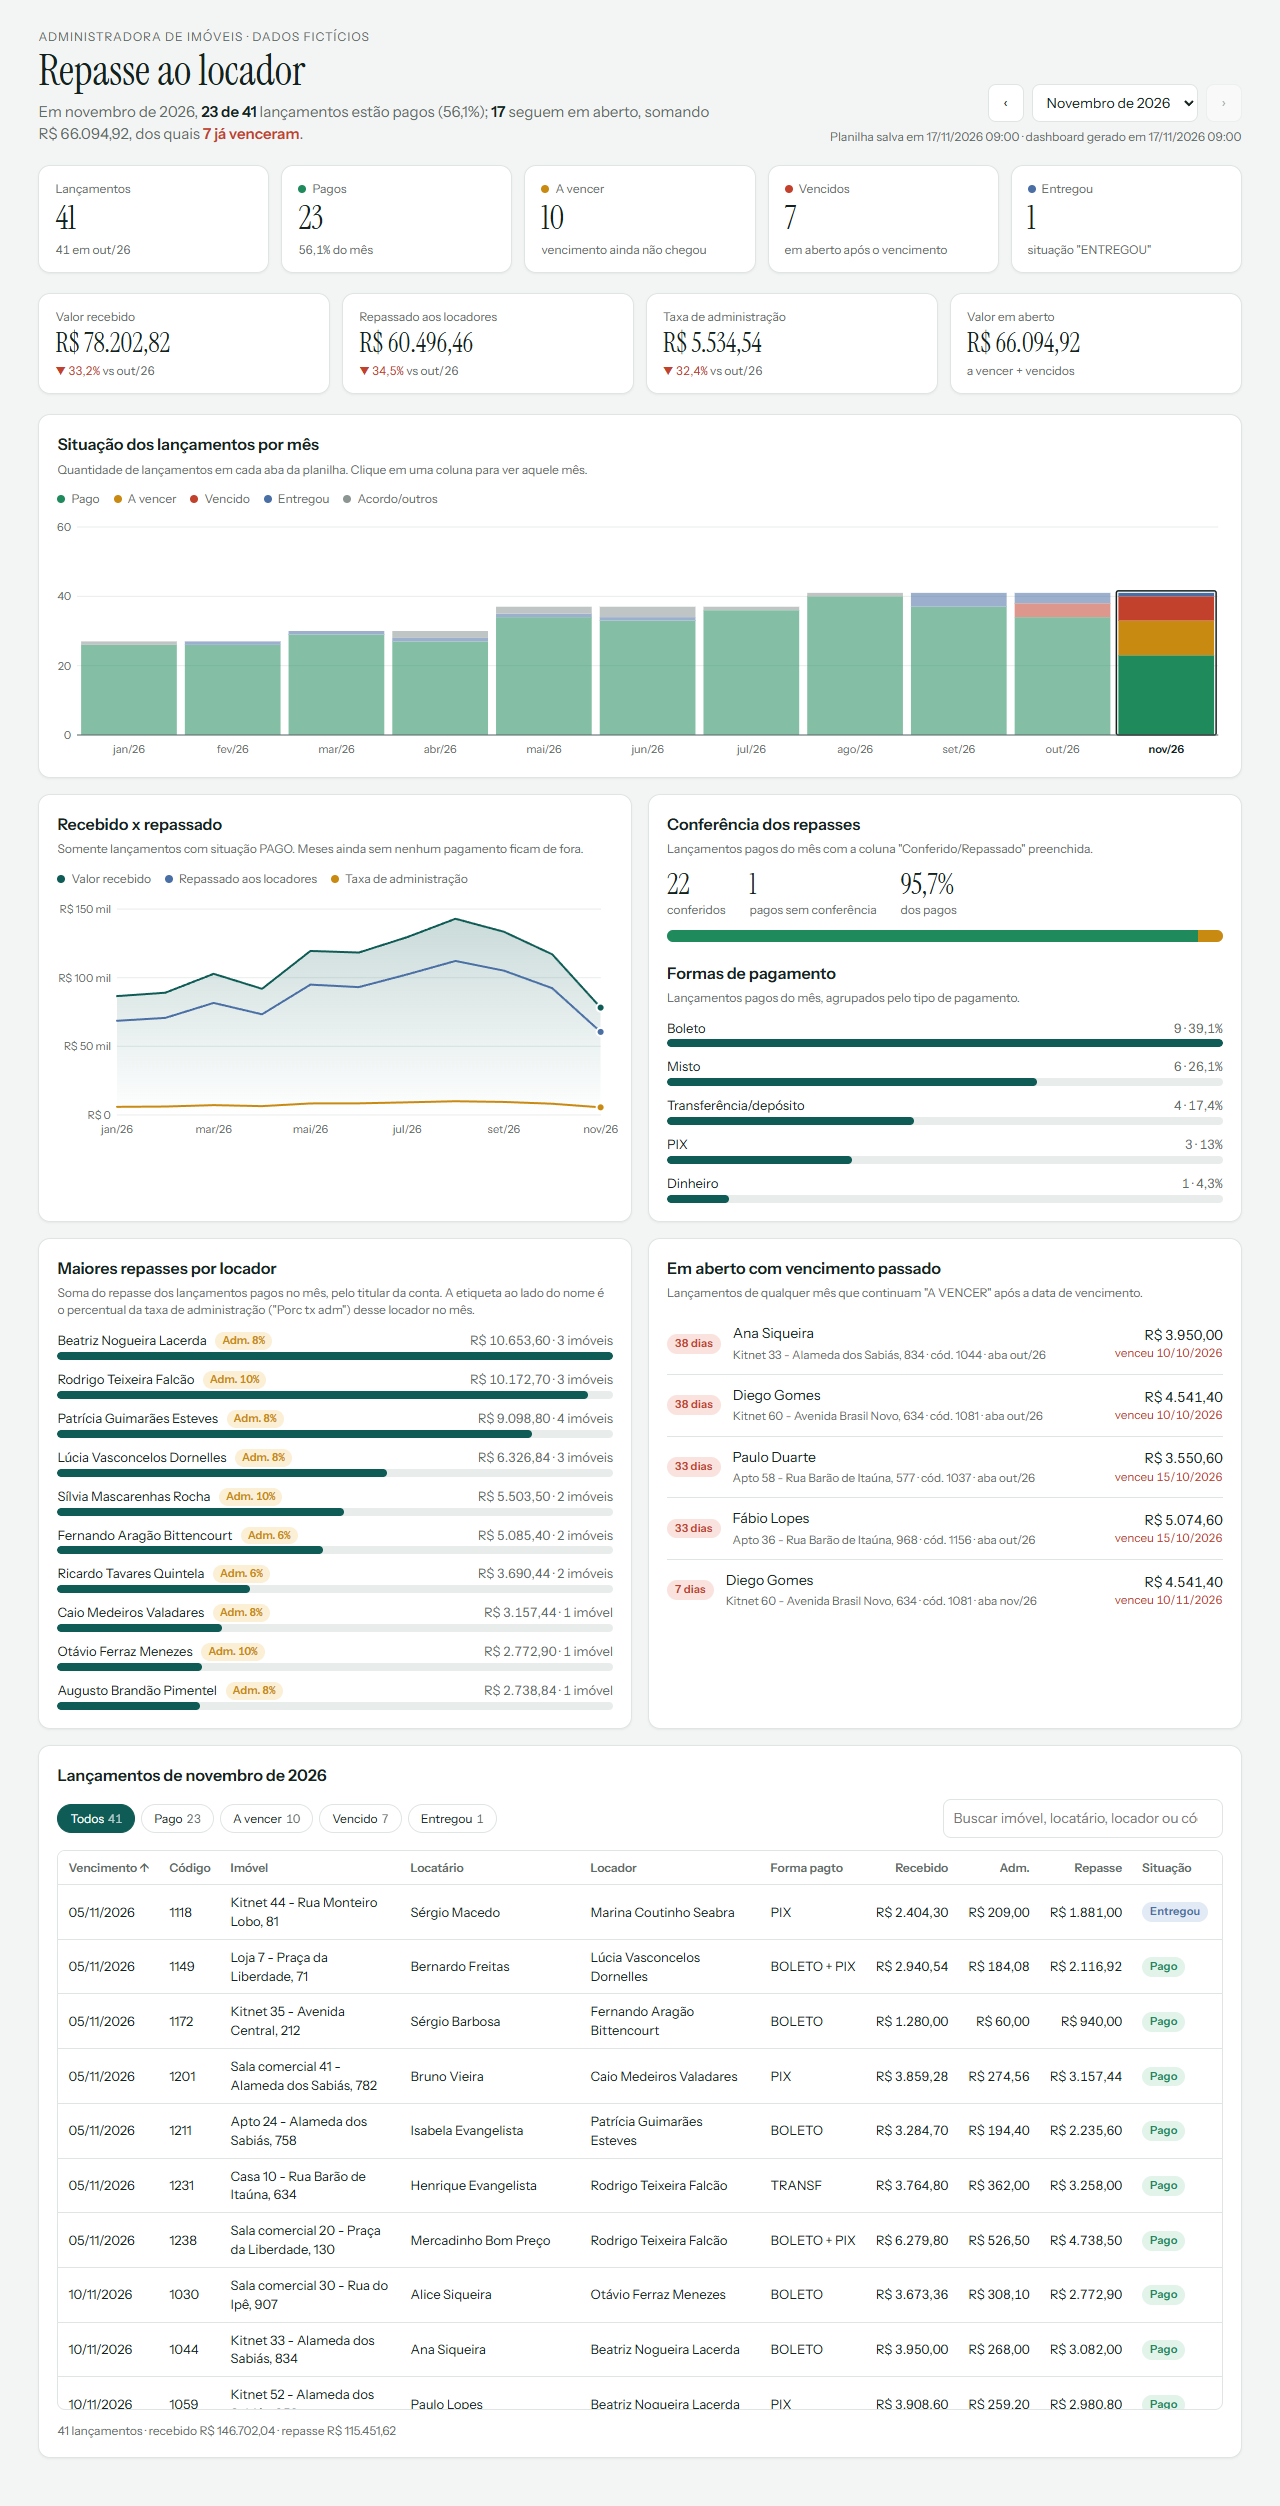 ADMINISTRADORA DE IMÓVEIS · DADOS FICTÍCIOS
Repasse ao locador
Em novembro de 2026, 23 de 41 lançamentos estão pagos (56,1%); 17 seguem em aberto, somando
R$ 66.094,92, dos quais 7 já venceram.
‹ Novembro de 2026 ›
Planilha salva em 17/11/2026 09:00 · dashboard gerado em 17/11/2026 09:00
Lançamentos
41
41 em out/26
Pagos
23
56,1% do mês
A vencer
10
vencimento ainda não chegou
Vencidos
7
em aberto após o vencimento
Entregou
1
situação "ENTREGOU"
Valor recebido
R$ 78.202,82
▼ 33,2% vs out/26
Repassado aos locadores
R$ 60.496,46
▼ 34,5% vs out/26
Taxa de administração
R$ 5.534,54
▼ 32,4% vs out/26
Valor em aberto
R$ 66.094,92
a vencer + vencidos
Situação dos lançamentos por mês
Quantidade de lançamentos em cada aba da planilha. Clique em uma coluna para ver aquele mês.
Pago A vencer Vencido Entregou Acordo/outros
60
40
20
0
jan/26 fev/26 mar/26 abr/26 mai/26 jun/26 jul/26 ago/26 set/26 out/26 nov/26
Recebido x repassado
Somente lançamentos com situação PAGO. Meses ainda sem nenhum pagamento ficam de fora.
Valor recebido Repassado aos locadores Taxa de administração
R$ 150 mil
R$ 100 mil
R$ 50 mil
R$ 0
jan/26 mar/26 mai/26 jul/26 set/26 nov/26
Conferência dos repasses
Lançamentos pagos do mês com a coluna "Conferido/Repassado" preenchida.
22 1 95,7%
conferidos pagos sem conferência dos pagos
Formas de pagamento
Lançamentos pagos do mês, agrupados pelo tipo de pagamento.
Boleto 9 · 39,1%
Misto 6 · 26,1%
Transferência/depósito 4 · 17,4%
PIX 3 · 13%
Dinheiro 1 · 4,3%
Maiores repasses por locador
Soma do repasse dos lançamentos pagos no mês, pelo titular da conta. A etiqueta ao lado do nome é
o percentual da taxa de administração ("Porc tx adm") desse locador no mês.
Beatriz Nogueira Lacerda Adm. 8% R$ 10.653,60 · 3 imóveis
Rodrigo Teixeira Falcão Adm. 10% R$ 10.172,70 · 3 imóveis
Patrícia Guimarães Esteves Adm. 8% R$ 9.098,80 · 4 imóveis
Lúcia Vasconcelos Dornelles Adm. 8% R$ 6.326,84 · 3 imóveis
Sílvia Mascarenhas Rocha Adm. 10% R$ 5.503,50 · 2 imóveis
Fernando Aragão Bittencourt Adm. 6% R$ 5.085,40 · 2 imóveis
Ricardo Tavares Quintela Adm. 6% R$ 3.690,44 · 2 imóveis
Caio Medeiros Valadares Adm. 8% R$ 3.157,44 · 1 imóvel
Otávio Ferraz Menezes Adm. 10% R$ 2.772,90 · 1 imóvel
Augusto Brandão Pimentel Adm. 8% R$ 2.738,84 · 1 imóvel
Em aberto com vencimento passado
Lançamentos de qualquer mês que continuam "A VENCER" após a data de vencimento.
38 dias Ana Siqueira R$ 3.950,00
Kitnet 33 - Alameda dos Sabiás, 834 · cód. 1044 · aba out/26 venceu 10/10/2026
38 dias Diego Gomes R$ 4.541,40
Kitnet 60 - Avenida Brasil Novo, 634 · cód. 1081 · aba out/26 venceu 10/10/2026
33 dias Paulo Duarte R$ 3.550,60
Apto 58 - Rua Barão de Itaúna, 577 · cód. 1037 · aba out/26 venceu 15/10/2026
33 dias Fábio Lopes R$ 5.074,60
Apto 36 - Rua Barão de Itaúna, 968 · cód. 1156 · aba out/26 venceu 15/10/2026
7 dias Diego Gomes R$ 4.541,40
Kitnet 60 - Avenida Brasil Novo, 634 · cód. 1081 · aba nov/26 venceu 10/11/2026
Lançamentos de novembro de 2026
Todos 41 Pago 23 A vencer 10 Vencido 7 Entregou 1 Buscar imóvel, locatário, locador ou có
Vencimento ↑ Código Imóvel Locatário Locador Forma pagto Recebido Adm. Repasse Situação
05/11/2026 1118 Kitnet 44 - Rua Monteiro Lobo, 81 Sérgio Macedo Marina Coutinho Seabra PIX R$ 2.404,30 R$ 209,00 R$ 1.881,00 Entregou
05/11/2026 1149 Loja 7 - Praça da Liberdade, 71 Bernardo Freitas Lúcia Vasconcelos Dornelles BOLETO + PIX R$ 2.940,54 R$ 184,08 R$ 2.116,92 Pago
05/11/2026 1172 Kitnet 35 - Avenida Central, 212 Sérgio Barbosa Fernando Aragão Bittencourt BOLETO R$ 1.280,00 R$ 60,00 R$ 940,00 Pago
05/11/2026 1201 Sala comercial 41 - Alameda dos Sabiás, 782 Bruno Vieira Caio Medeiros Valadares PIX R$ 3.859,28 R$ 274,56 R$ 3.157,44 Pago
05/11/2026 1211 Apto 24 - Alameda dos Sabiás, 758 Isabela Evangelista Patrícia Guimarães Esteves BOLETO R$ 3.284,70 R$ 194,40 R$ 2.235,60 Pago
05/11/2026 1231 Casa 10 - Rua Barão de Itaúna, 634 Henrique Evangelista Rodrigo Teixeira Falcão TRANSF R$ 3.764,80 R$ 362,00 R$ 3.258,00 Pago
05/11/2026 1238 Sala comercial 20 - Praça da Liberdade, 130 Mercadinho Bom Preço Rodrigo Teixeira Falcão BOLETO + PIX R$ 6.279,80 R$ 526,50 R$ 4.738,50 Pago
10/11/2026 1030 Sala comercial 30 - Rua do Ipê, 907 Alice Siqueira Otávio Ferraz Menezes BOLETO R$ 3.673,36 R$ 308,10 R$ 2.772,90 Pago
10/11/2026 1044 Kitnet 33 - Alameda dos Sabiás, 834 Ana Siqueira Beatriz Nogueira Lacerda BOLETO R$ 3.950,00 R$ 268,00 R$ 3.082,00 Pago
10/11/2026 1059 Kitnet 52 - Alameda dos Paulo Lopes Beatriz Nogueira Lacerda PIX R$ 3.908,60 R$ 259,20 R$ 2.980,80 Pago
41 lançamentos · recebido R$ 146.702,04 · repasse R$ 115.451,62